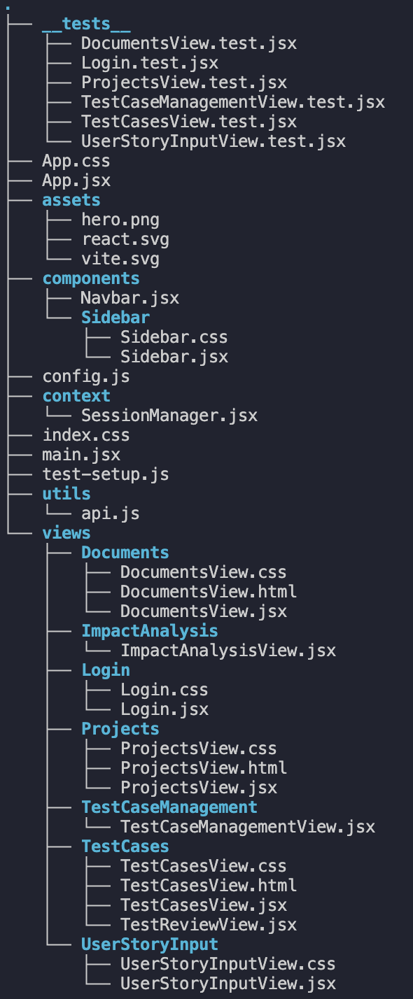 .
├── __tests__
│   ├── DocumentsView.test.jsx
│   ├── Login.test.jsx
│   ├── ProjectsView.test.jsx
│   ├── TestCaseManagementView.test.jsx
│   ├── TestCasesView.test.jsx
│   └── UserStoryInputView.test.jsx
├── App.css
├── App.jsx
├── assets
│   ├── hero.png
│   ├── react.svg
│   └── vite.svg
├── components
│   ├── Navbar.jsx
│   └── Sidebar
│       ├── Sidebar.css
│       └── Sidebar.jsx
├── config.js
├── context
│   └── SessionManager.jsx
├── index.css
├── main.jsx
├── test-setup.js
├── utils
│   └── api.js
└── views
    ├── Documents
    │   ├── DocumentsView.css
    │   ├── DocumentsView.html
    │   └── DocumentsView.jsx
    ├── ImpactAnalysis
    │   └── ImpactAnalysisView.jsx
    ├── Login
    │   ├── Login.css
    │   └── Login.jsx
    ├── Projects
    │   ├── ProjectsView.css
    │   ├── ProjectsView.html
    │   └── ProjectsView.jsx
    ├── TestCaseManagement
    │   └── TestCaseManagementView.jsx
    ├── TestCases
    │   ├── TestCasesView.css
    │   ├── TestCasesView.html
    │   ├── TestCasesView.jsx
    │   └── TestReviewView.jsx
    └── UserStoryInput
        ├── UserStoryInputView.css
        └── UserStoryInputView.jsx